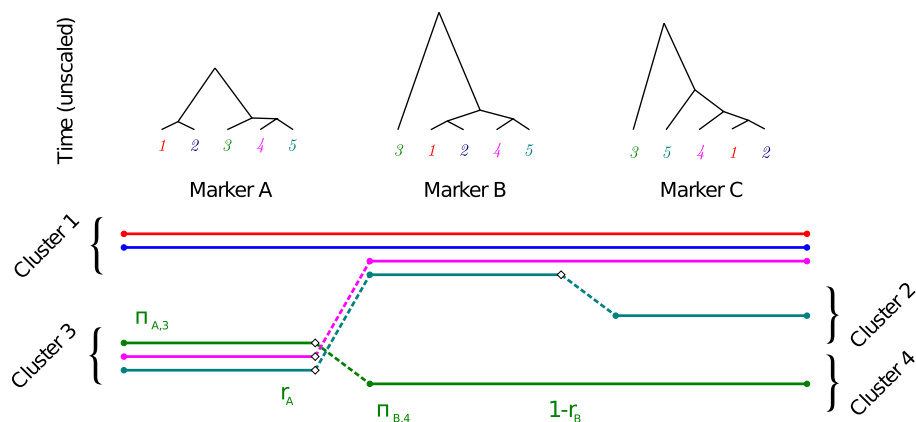 Time (unscaled)
1 2 3 4 5
3 1 2 4 5
3 5 4 1 2
Marker A
Marker B
Marker C
Cluster 1
Cluster 2
Cluster 3
Cluster 4
π A,3
r A
π B,4
1-r B